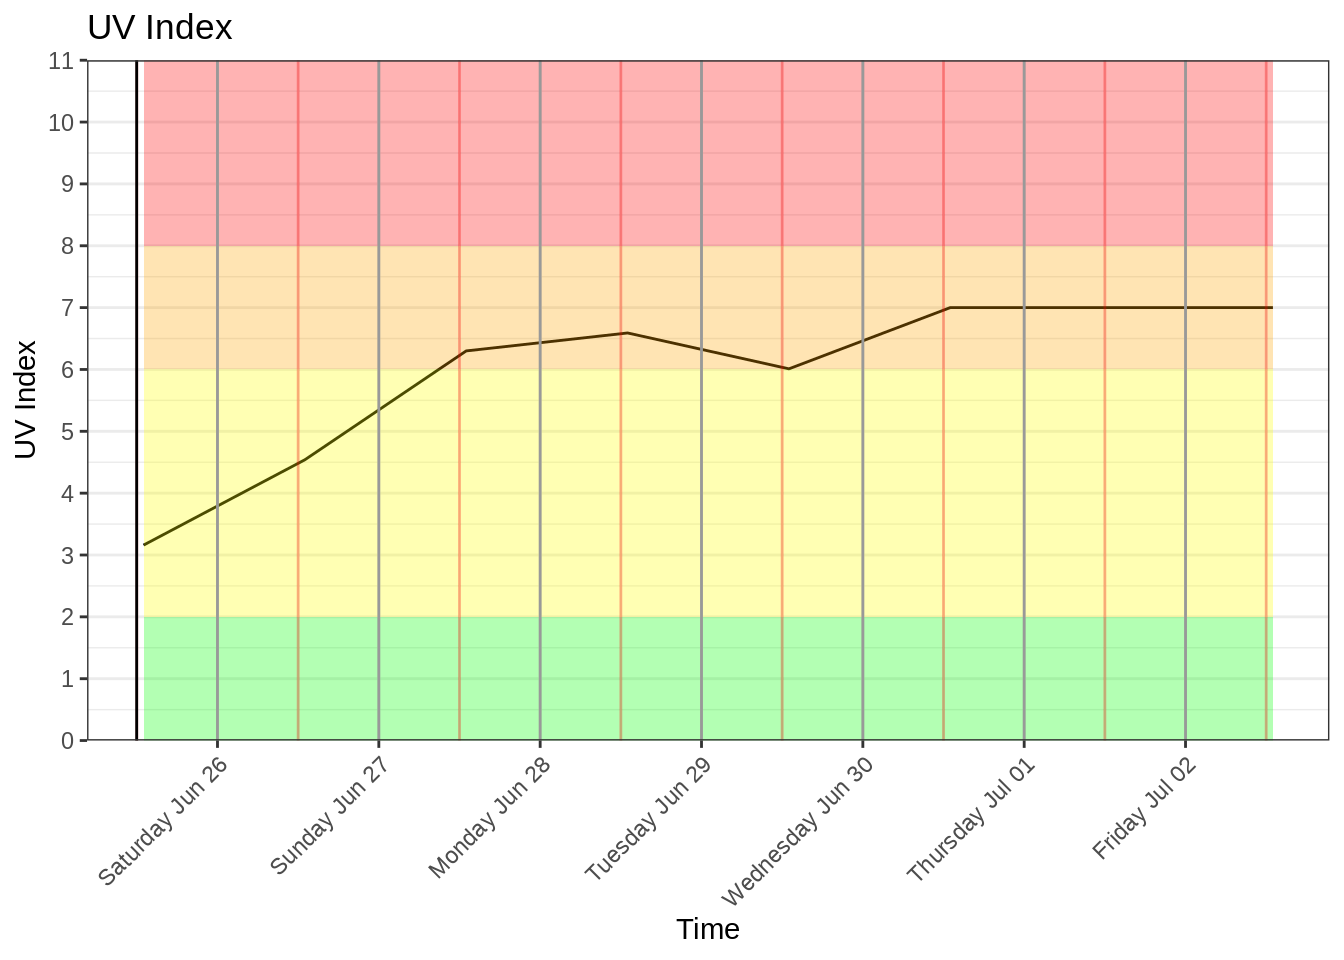 UV Index
11
10
9
8
7
6
5
4
3
2
1
0
UV Index
Saturday Jun 26
Sunday Jun 27
Monday Jun 28
Tuesday Jun 29
Wednesday Jun 30
Thursday Jul 01
Friday Jul 02
Time